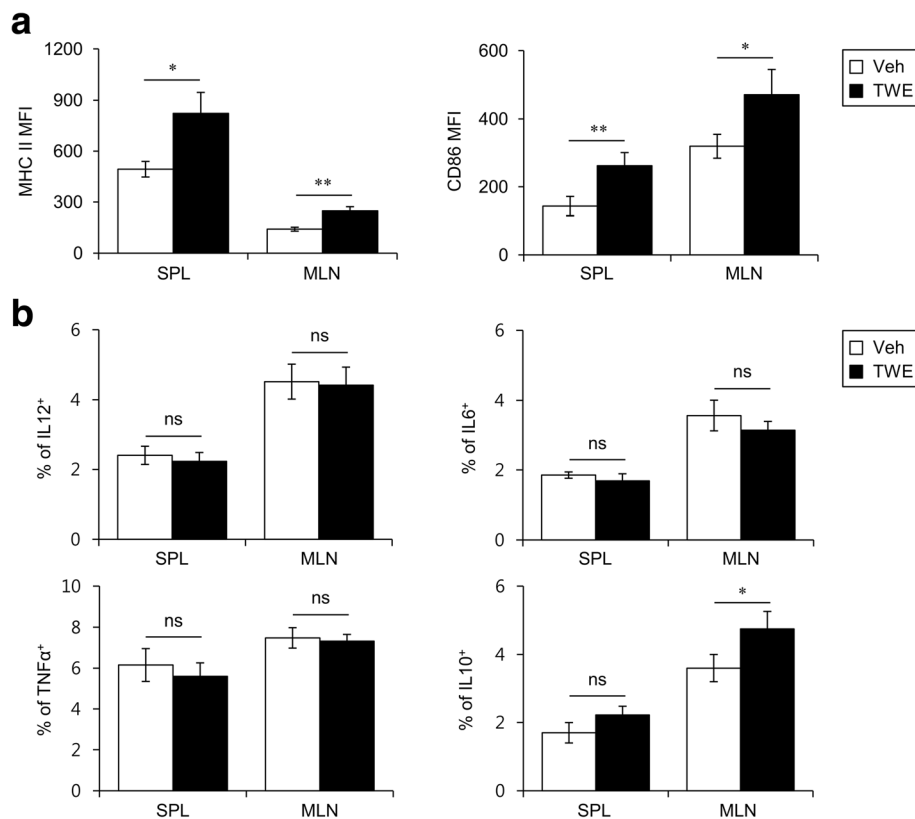 a
MHC II MFI
1200
900
600
300
0
*
**
SPL
MLN
CD86 MFI
600
400
200
0
**
*
SPL
MLN
Veh
TWE
b
% of IL12⁺
6
4
2
0
ns
ns
SPL
MLN
% of IL6⁺
6
4
2
0
ns
ns
SPL
MLN
Veh
TWE
% of TNFα⁺
10
8
6
4
2
0
ns
ns
SPL
MLN
% of IL10⁺
6
4
2
0
ns
*
SPL
MLN